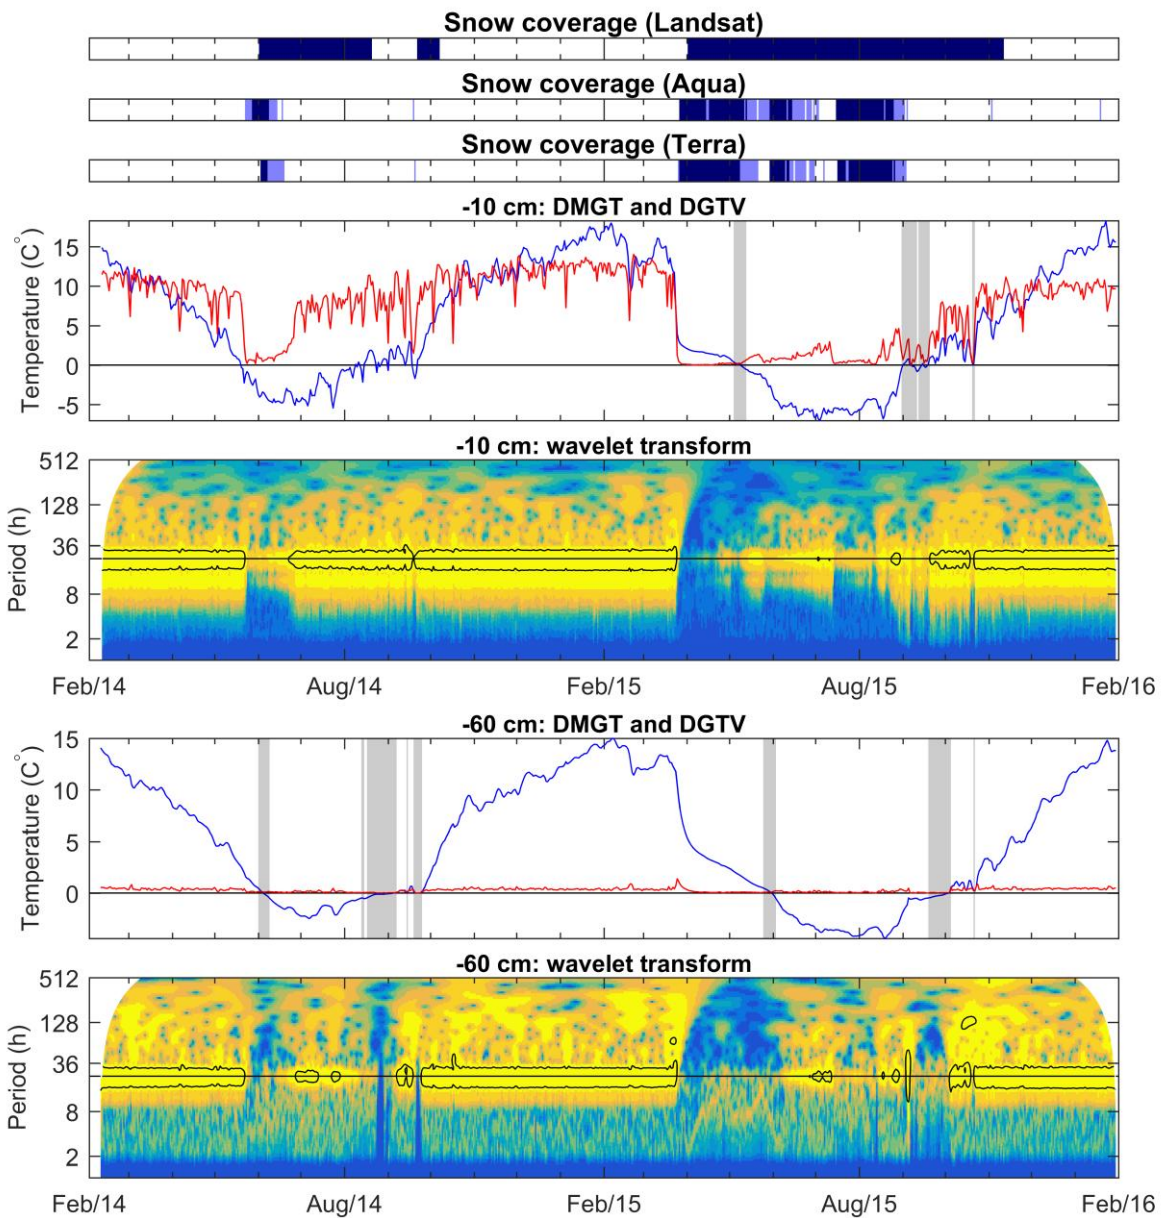 Snow coverage (Landsat)
Snow coverage (Aqua)
Snow coverage (Terra)
-10 cm: DMGT and DGTV
Temperature (C°)
15
10
5
0
-5
-10 cm: wavelet transform
Period (h)
512
128
36
8
2
Feb/14 Aug/14 Feb/15 Aug/15 Feb/16
-60 cm: DMGT and DGTV
Temperature (C°)
15
10
5
0
-60 cm: wavelet transform
Period (h)
512
128
36
8
2
Feb/14 Aug/14 Feb/15 Aug/15 Feb/16